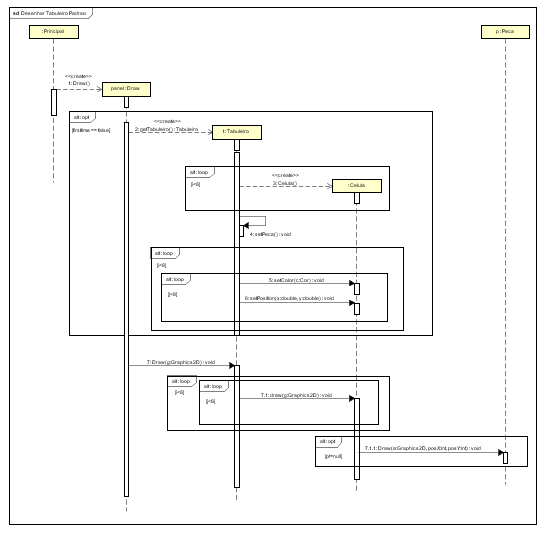 sd Desenhar Tabuleiro Padrao
:Principal
p:Peca
<<create>>
1:Draw()
panel:Draw
alt:opt
[firsttime ==false]
<<create>>
2:getTabuleiro():Tabuleiro
t:Tabuleiro
alt:loop
[i<8]
<<create>>
3:Celula()
:Celula
4:setPeca():void
alt:loop
[i<8]
alt:loop
[j<8]
5:setColor(c:Cor):void
6:setPosition(x:double,y:double):void
7:Draw(g:Graphics2D):void
alt:loop
[i<8]
alt:loop
[j<8]
7.1:draw(g:Graphics2D):void
alt:opt
[p!=null]
7.1.1:Draw(a:Graphics2D,posXInt,posYInt):void